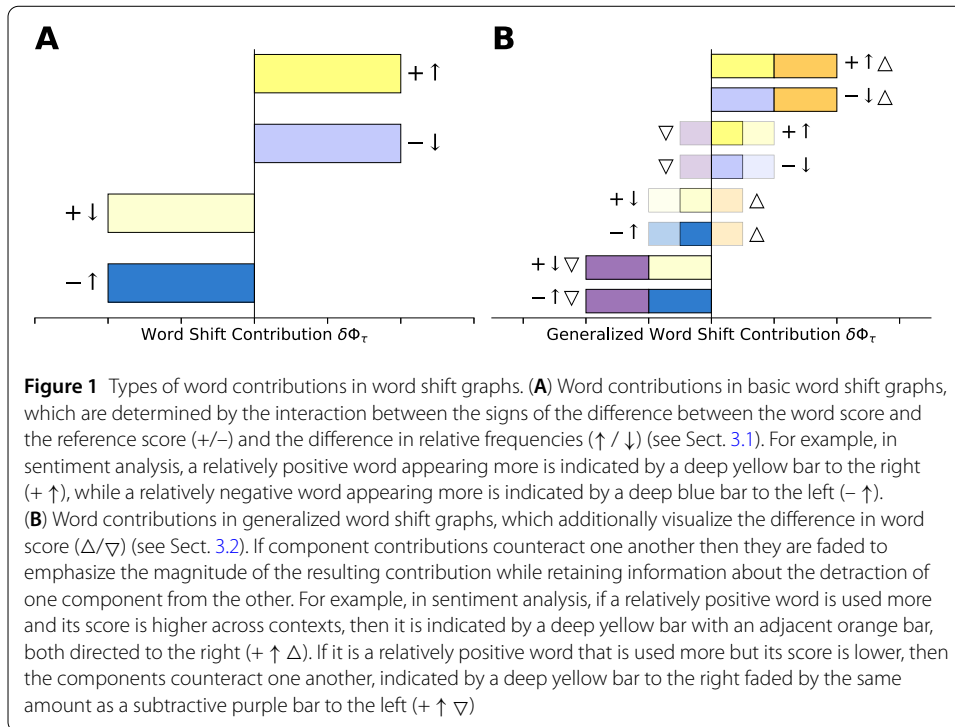 A
B
+↑
−↓
+↓
−↑
Word Shift Contribution δΦτ
+↑△
−↓△
▽ +↑
▽ −↓
+↓ △
−↑ △
+↓▽
−↑▽
Generalized Word Shift Contribution δΦτ
Figure 1 Types of word contributions in word shift graphs. (A) Word contributions in basic word shift graphs,
which are determined by the interaction between the signs of the difference between the word score and
the reference score (+/–) and the difference in relative frequencies (↑ / ↓) (see Sect. 3.1). For example, in
sentiment analysis, a relatively positive word appearing more is indicated by a deep yellow bar to the right
(+ ↑), while a relatively negative word appearing more is indicated by a deep blue bar to the left (– ↑).
(B) Word contributions in generalized word shift graphs, which additionally visualize the difference in word
score (△/▽) (see Sect. 3.2). If component contributions counteract one another then they are faded to
emphasize the magnitude of the resulting contribution while retaining information about the detraction of
one component from the other. For example, in sentiment analysis, if a relatively positive word is used more
and its score is higher across contexts, then it is indicated by a deep yellow bar with an adjacent orange bar,
both directed to the right (+ ↑ △). If it is a relatively positive word that is used more but its score is lower, then
the components counteract one another, indicated by a deep yellow bar to the right faded by the same
amount as a subtractive purple bar to the left (+ ↑ ▽)